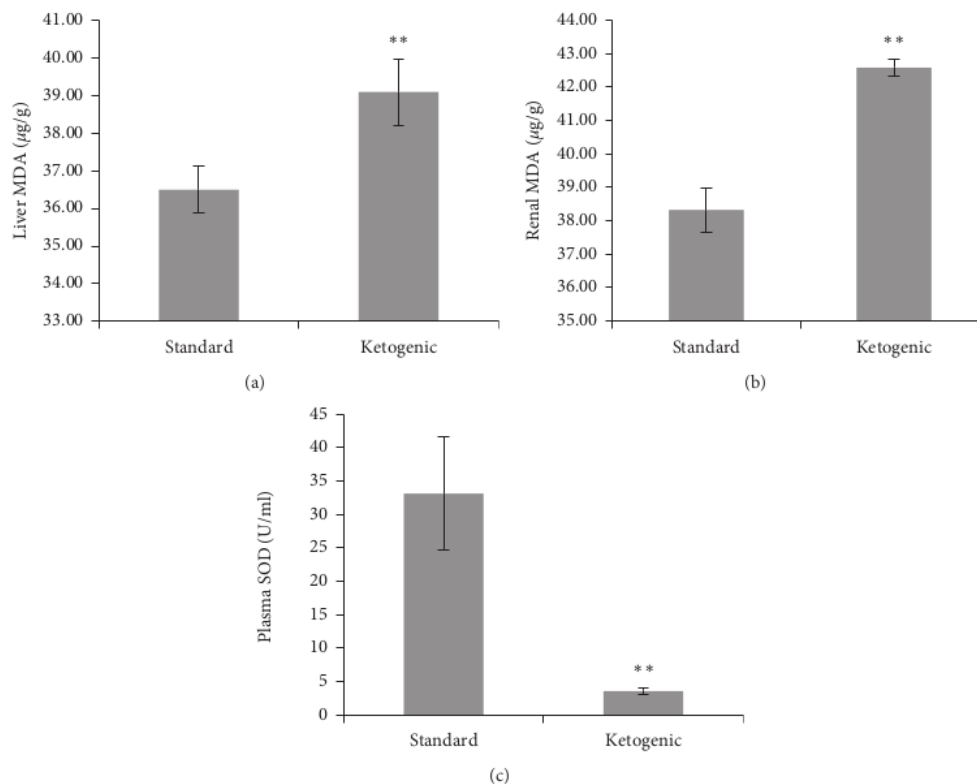 Liver MDA (μg/g)
41.00
40.00
39.00
38.00
37.00
36.00
35.00
34.00
33.00
**
Standard
Ketogenic
(a)
Renal MDA (μg/g)
44.00
43.00
42.00
41.00
40.00
39.00
38.00
37.00
36.00
35.00
**
Standard
Ketogenic
(b)
Plasma SOD (U/ml)
45
40
35
30
25
20
15
10
5
0
**
Standard
Ketogenic
(c)